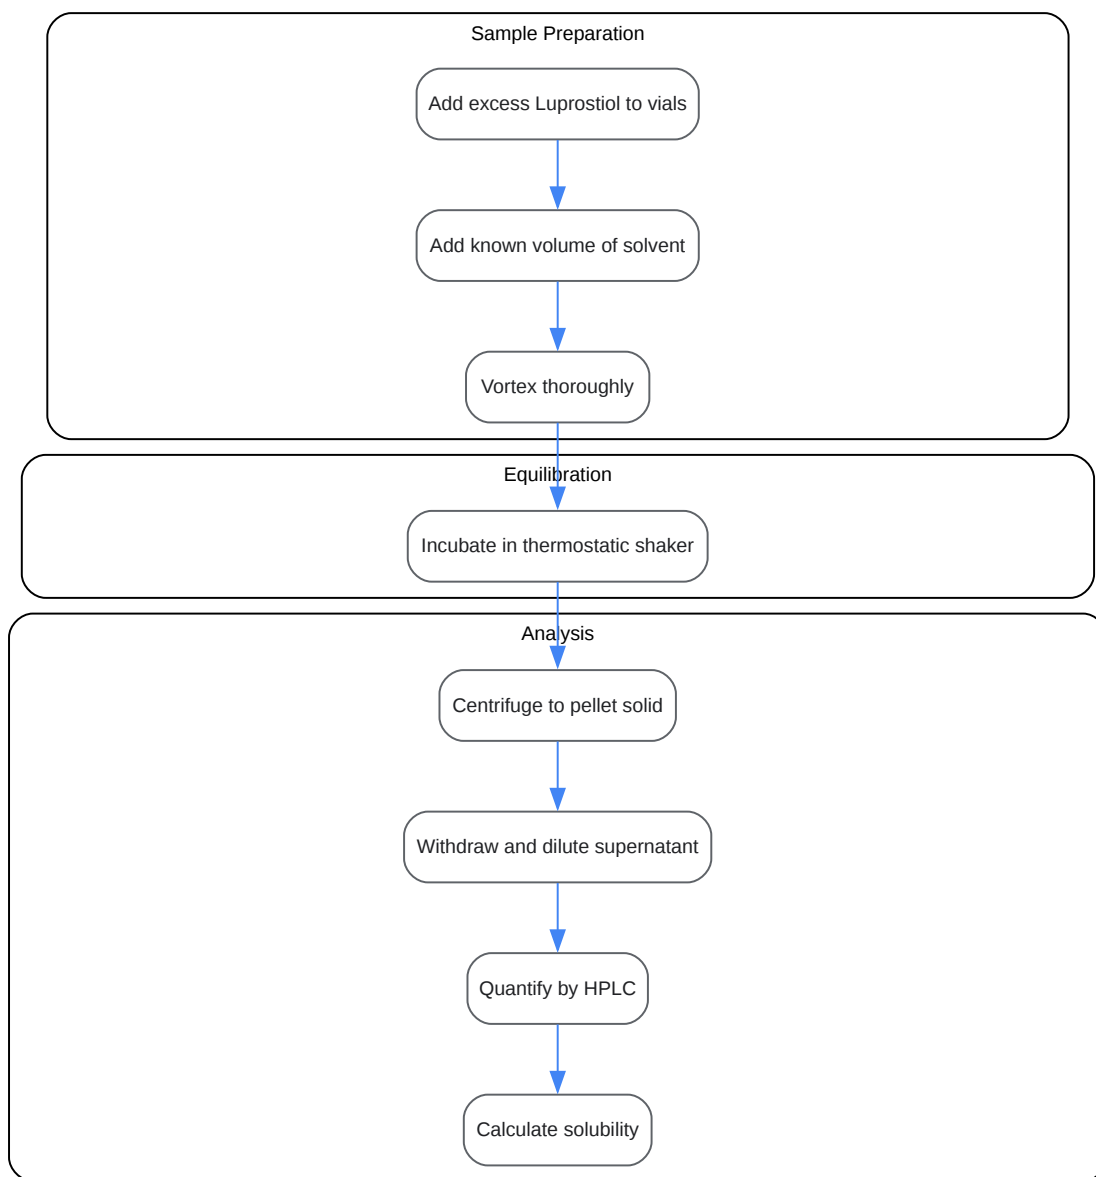 Sample Preparation
Add excess Luprostiol to vials
Add known volume of solvent
Vortex thoroughly
Equilibration
Incubate in thermostatic shaker
Analysis
Centrifuge to pellet solid
Withdraw and dilute supernatant
Quantify by HPLC
Calculate solubility